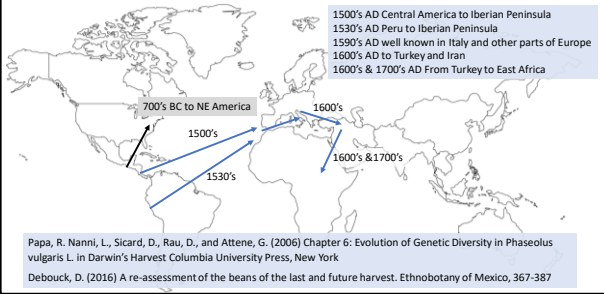 1500's AD Central America to Iberian Peninsula
1530's AD Peru to Iberian Peninsula
1590's AD well known in Italy and other parts of Europe
1600's AD to Turkey and Iran
1600's & 1700's AD From Turkey to East Africa
700's BC to NE America
1600's
1500's
1600's &1700's
1530's
Papa, R. Nanni, L., Sicard, D., Rau, D., and Attene, G. (2006) Chapter 6: Evolution of Genetic Diversity in Phaseolus
vulgaris L. in Darwin's Harvest Columbia University Press, New York
Debouck, D. (2016) A re-assessment of the beans of the last and future harvest. Ethnobotany of Mexico, 367-387